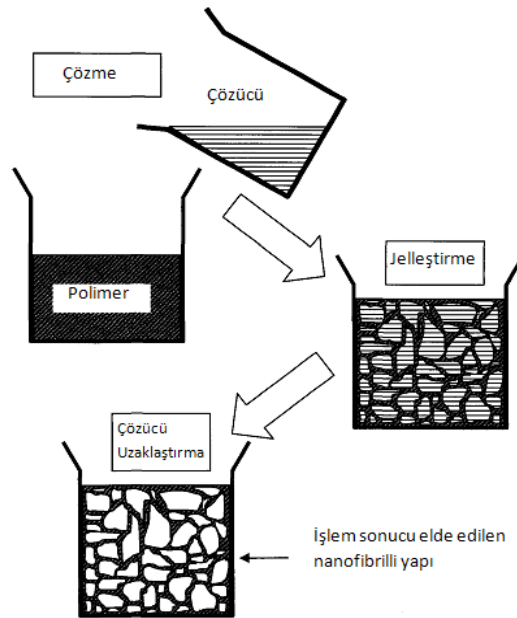 Çözme
Çözücü
Polimer
Jelleştirme
Çözücü
Uzaklaştırma
İşlem sonucu elde edilen
nanofibrilli yapı